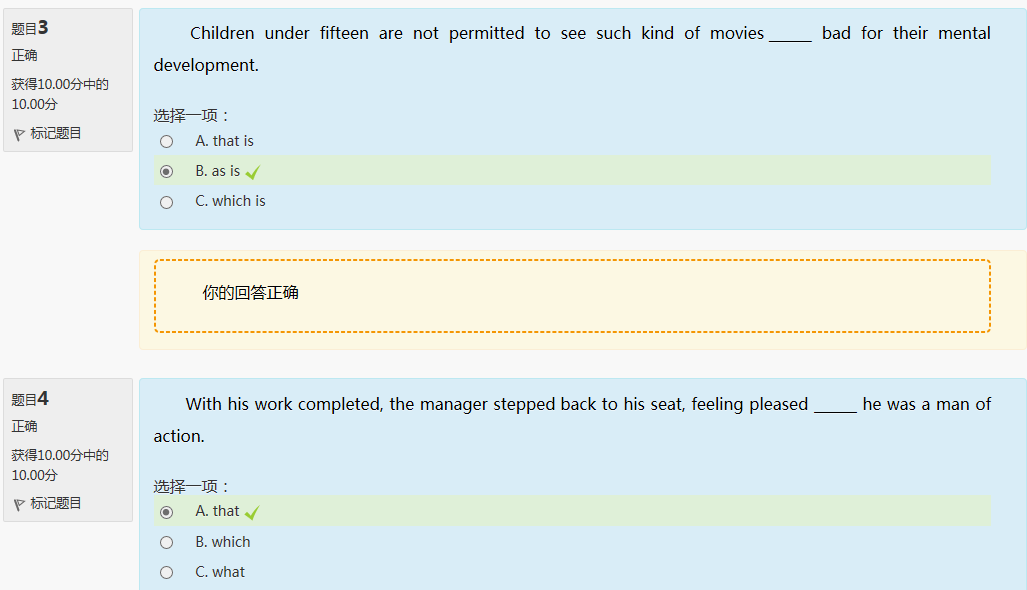 题目3
正确
获得10.00分中的
10.00分
标记题目
Children under fifteen are not permitted to see such kind of movies _____ bad for their mental
development.
选择一项：
A. that is
B. as is
C. which is
你的回答正确
题目4
正确
获得10.00分中的
10.00分
标记题目
With his work completed, the manager stepped back to his seat, feeling pleased _____ he was a man of
action.
选择一项：
A. that
B. which
C. what